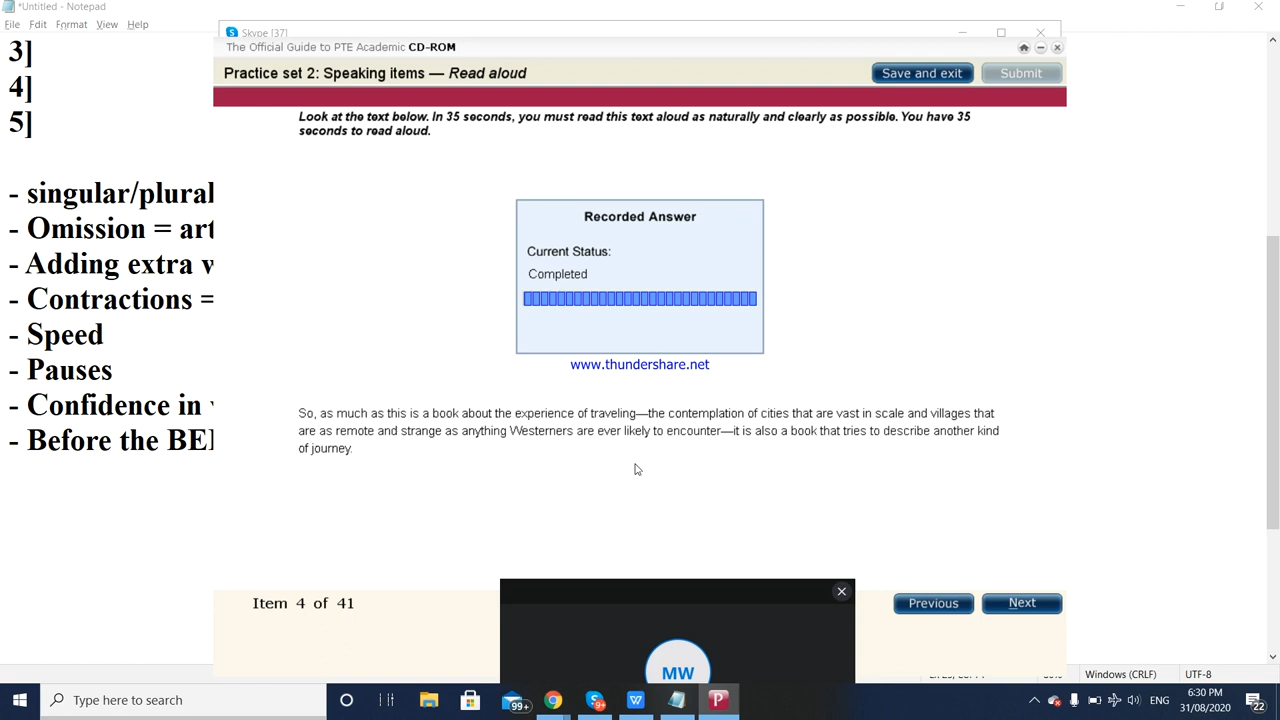 *Untitled - Notepad
File Edit Format View Help
3]
4]
5]
- singular/plural
- Omission = art
- Adding extra w
- Contractions =
- Speed
- Pauses
- Confidence in
- Before the BE
Skype [37]
The Official Guide to PTE Academic CD-ROM
Practice set 2: Speaking items — Read aloud
Save and exit
Submit
Look at the text below. In 35 seconds, you must read this text aloud as naturally and clearly as possible. You have 35
seconds to read aloud.
Recorded Answer
Current Status:
Completed
www.thundershare.net
So, as much as this is a book about the experience of traveling—the contemplation of cities that are vast in scale and villages that
are as remote and strange as anything Westerners are ever likely to encounter—it is also a book that tries to describe another kind
of journey.
Item 4 of 41
Previous
Next
MW
Windows (CRLF)
UTF-8
Type here to search
99+
9+
W
P
ENG
6:30 PM
31/08/2020
22